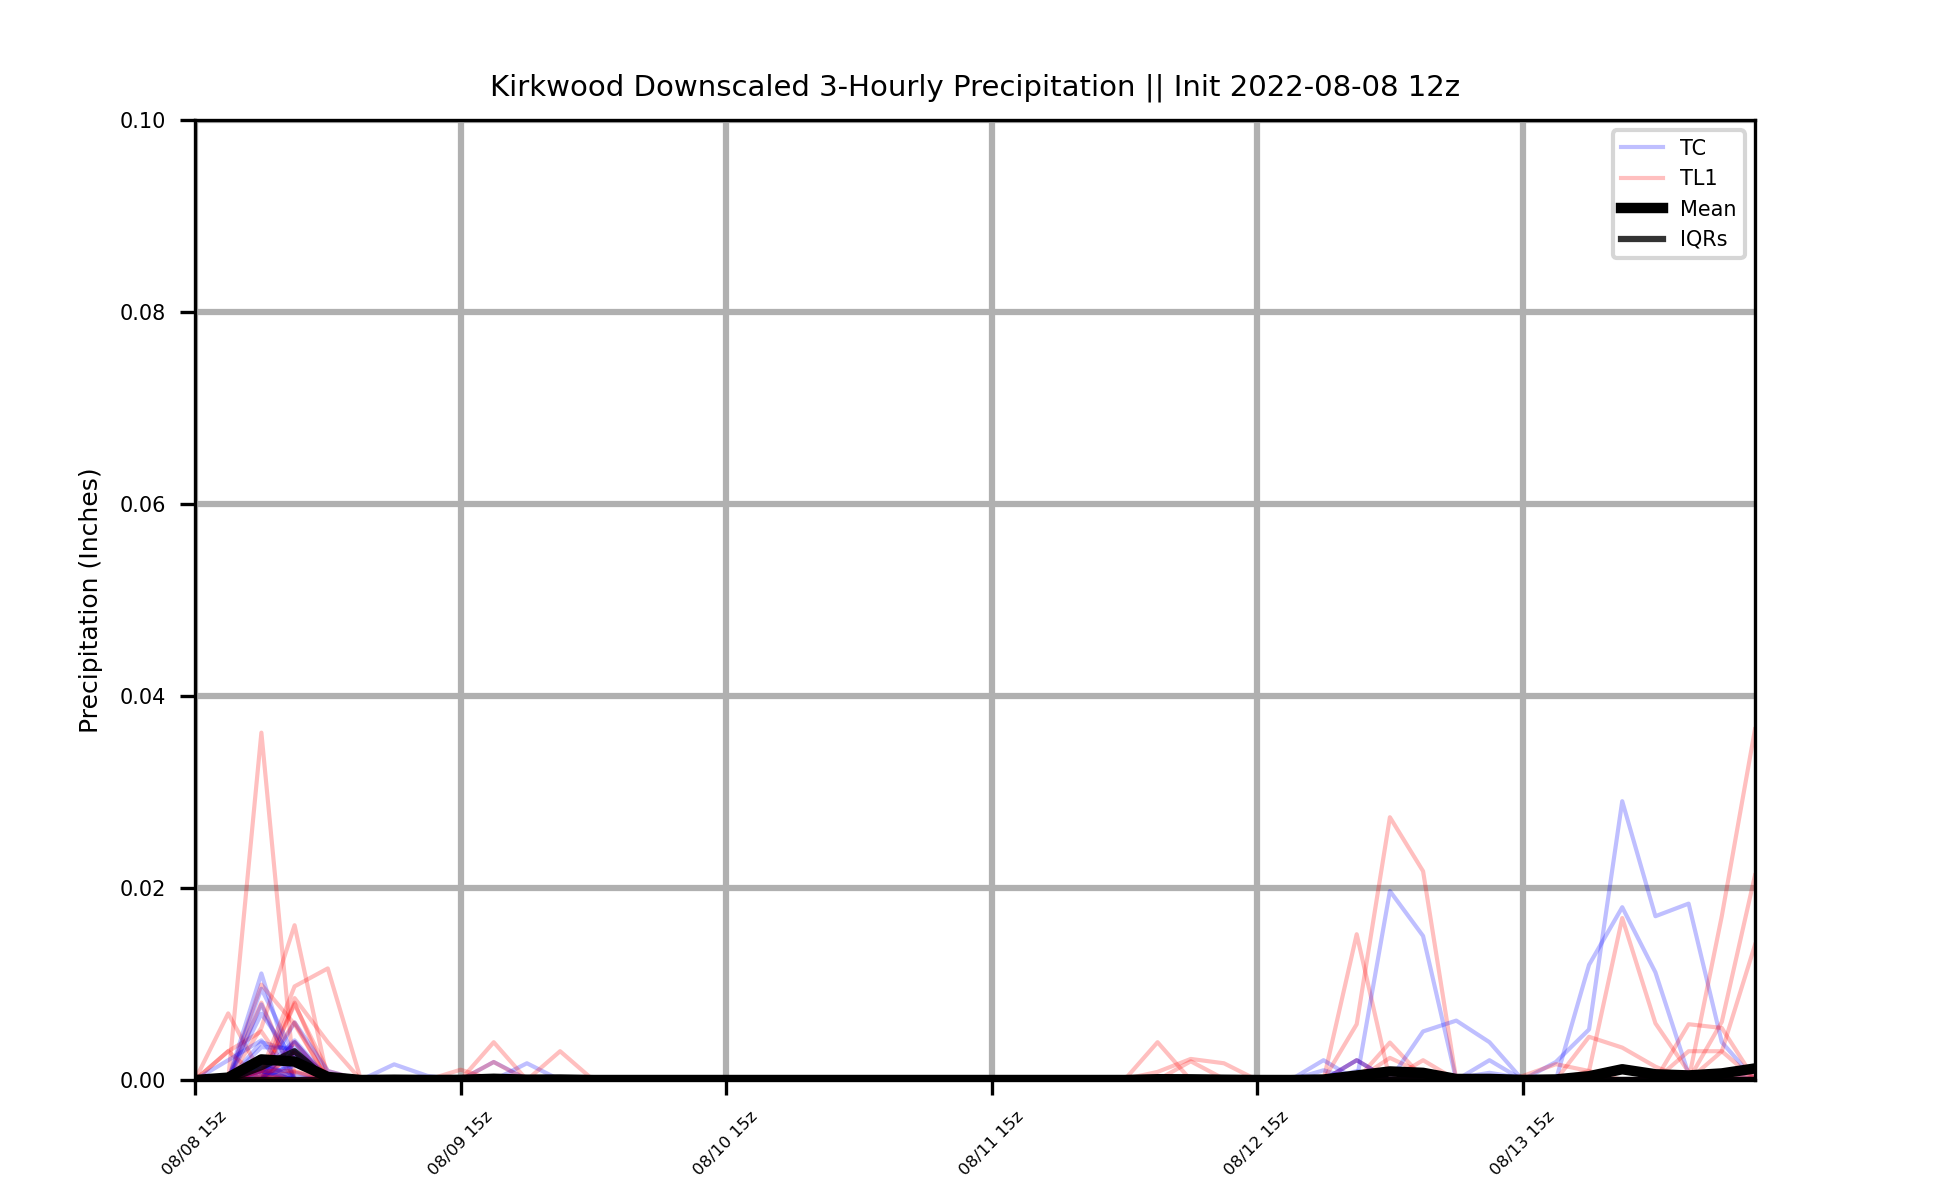 Kirkwood Downscaled 3-Hourly Precipitation || Init 2022-08-08 12z
0.10
0.08
0.06
0.04
0.02
0.00
Precipitation (Inches)
TC
TL1
Mean
IQRs
08/08 15z
08/09 15z
08/10 15z
08/11 15z
08/12 15z
08/13 15z